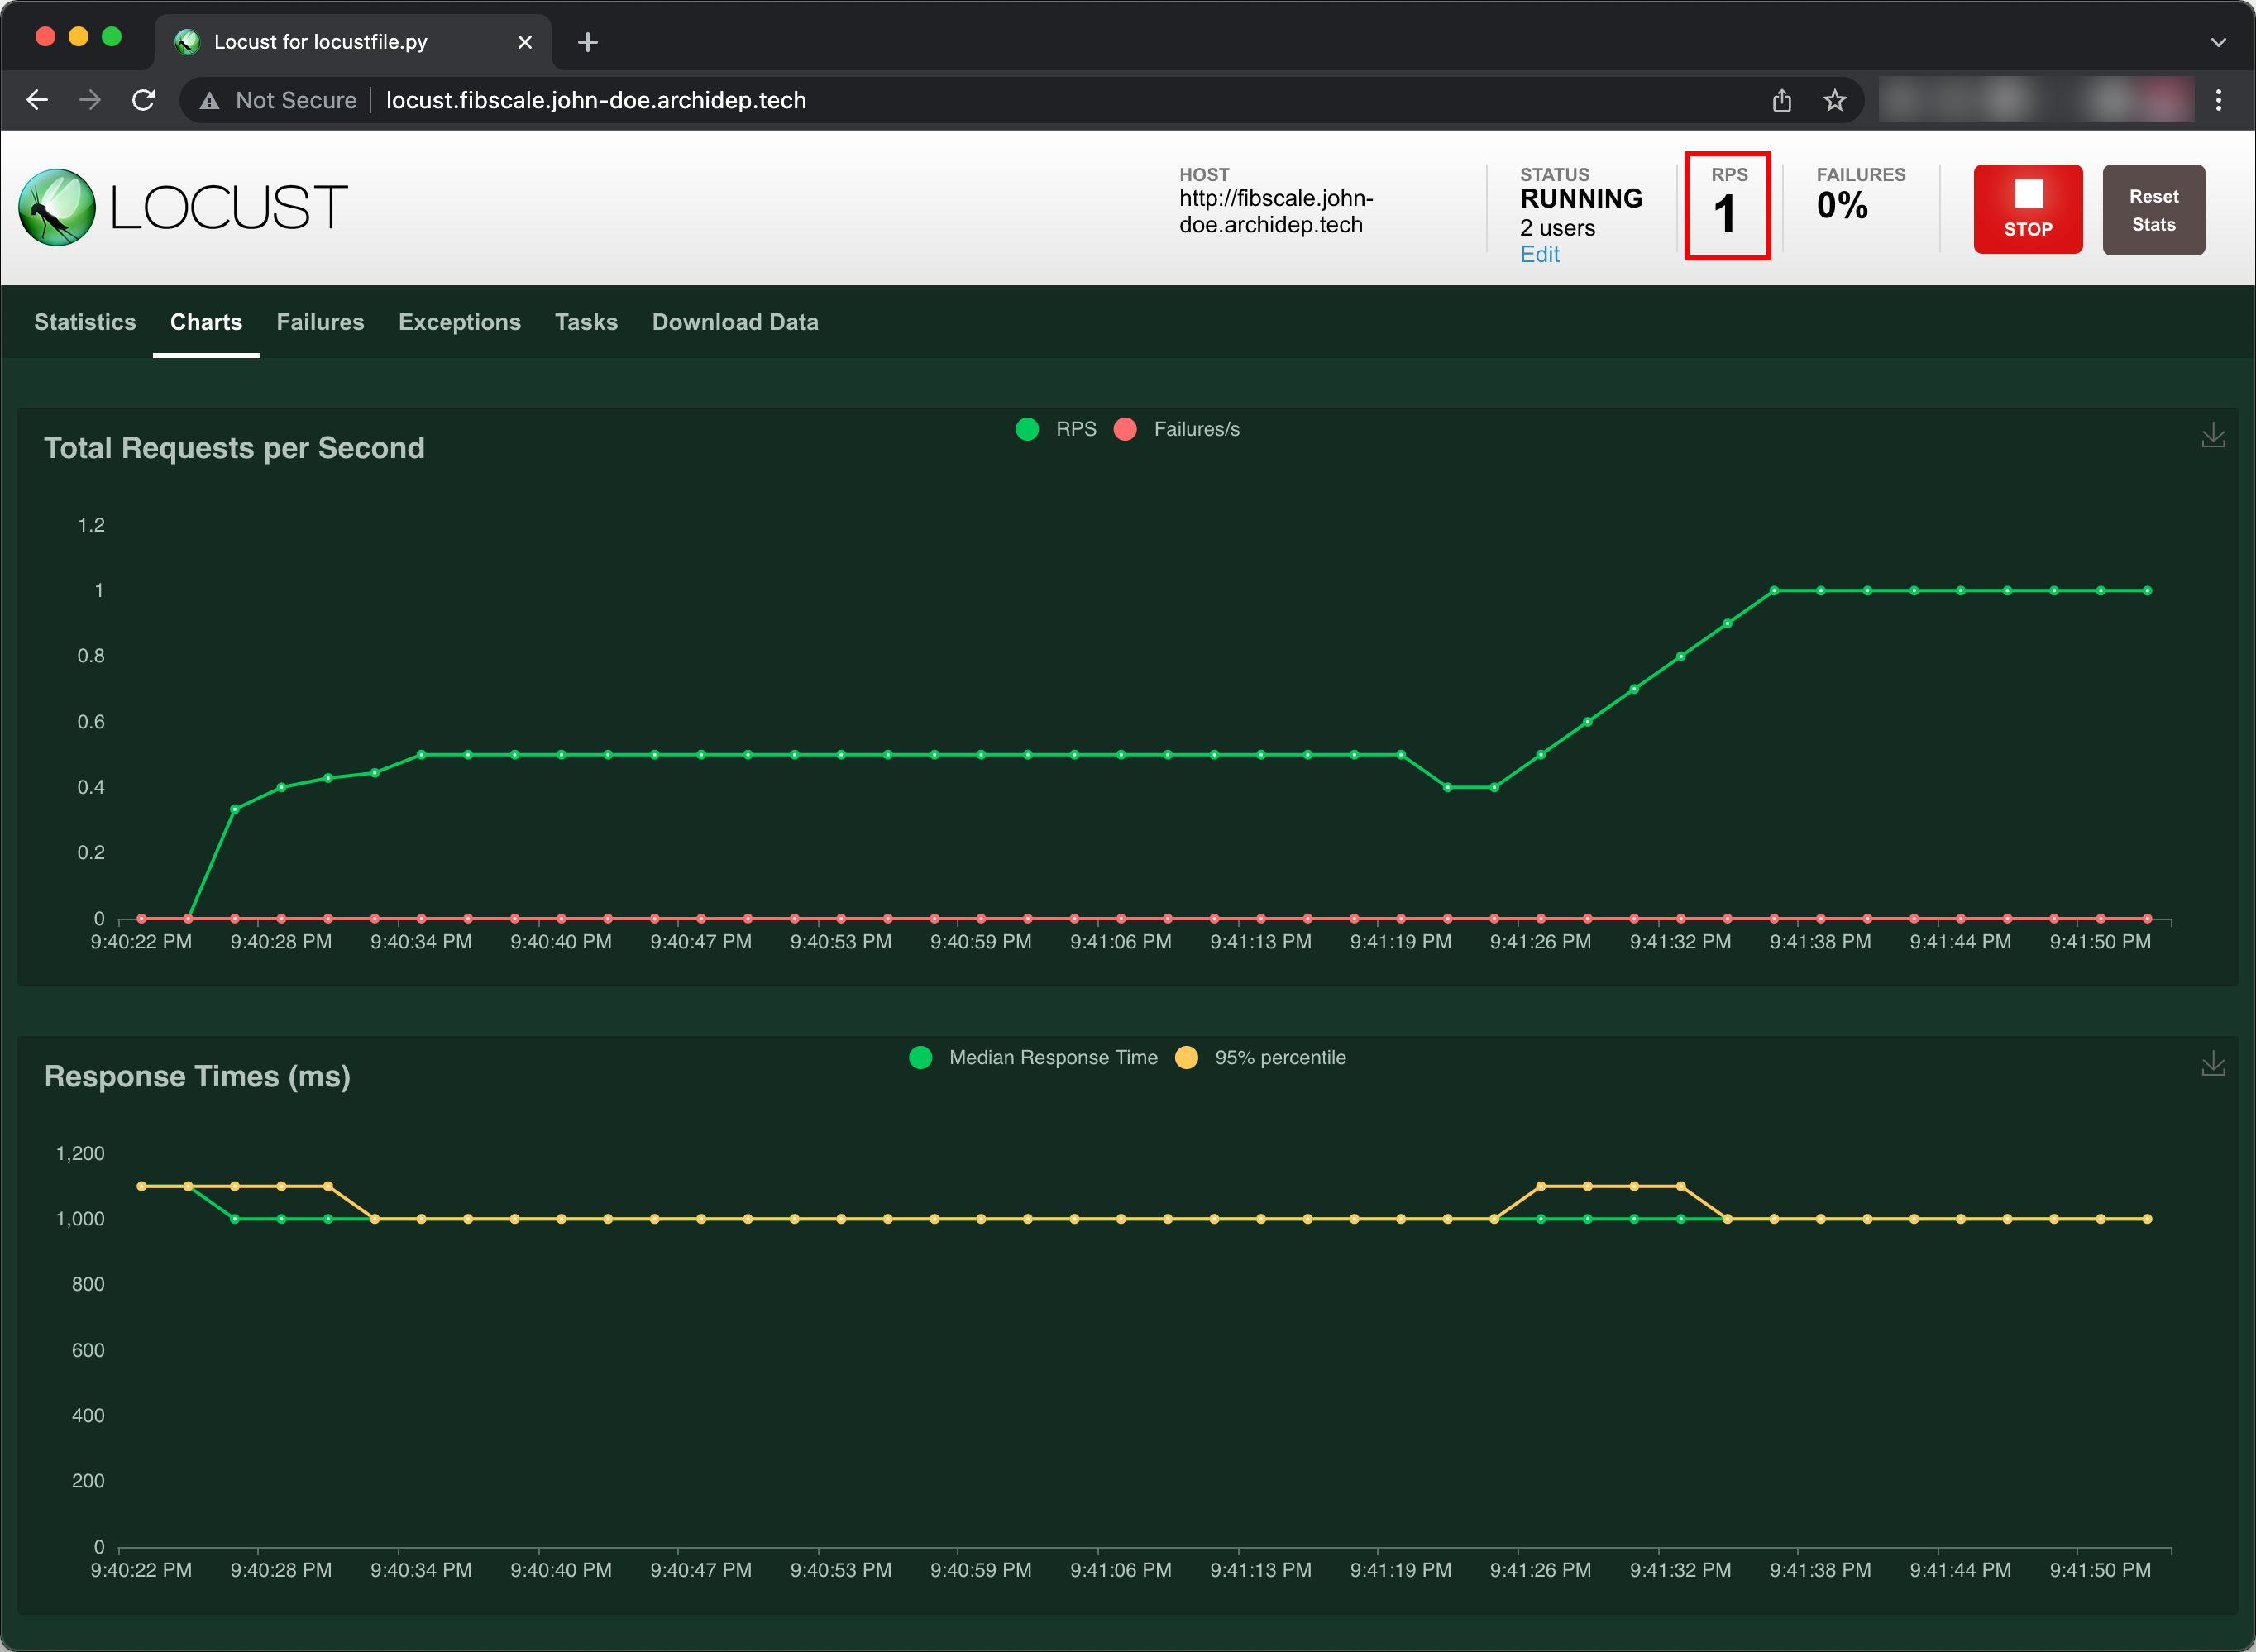 Locust for locustfile.py
Not Secure locust.fibscale.john-doe.archidep.tech
LOCUST
HOST
http://fibscale.john-
doe.archidep.tech
STATUS
RUNNING
2 users
Edit
RPS
1
FAILURES
0%
STOP
Reset
Stats
Statistics Charts Failures Exceptions Tasks Download Data
Total Requests per Second
RPS Failures/s
1.2
1
0.8
0.6
0.4
0.2
0
9:40:22 PM 9:40:28 PM 9:40:34 PM 9:40:40 PM 9:40:47 PM 9:40:53 PM 9:40:59 PM 9:41:06 PM 9:41:13 PM 9:41:19 PM 9:41:26 PM 9:41:32 PM 9:41:38 PM 9:41:44 PM 9:41:50 PM
Response Times (ms)
Median Response Time 95% percentile
1,200
1,000
800
600
400
200
0
9:40:22 PM 9:40:28 PM 9:40:34 PM 9:40:40 PM 9:40:47 PM 9:40:53 PM 9:40:59 PM 9:41:06 PM 9:41:13 PM 9:41:19 PM 9:41:26 PM 9:41:32 PM 9:41:38 PM 9:41:44 PM 9:41:50 PM